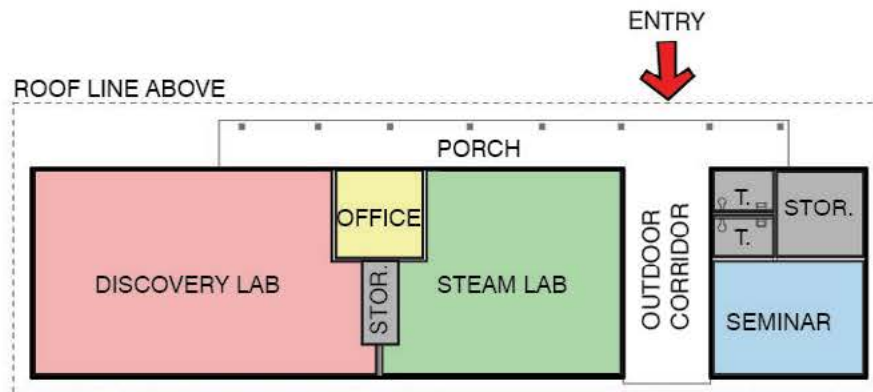 ENTRY
ROOF LINE ABOVE
PORCH
OFFICE
T.
STOR.
T.
DISCOVERY LAB
STOR.
STEAM LAB
OUTDOOR
CORRIDOR
SEMINAR